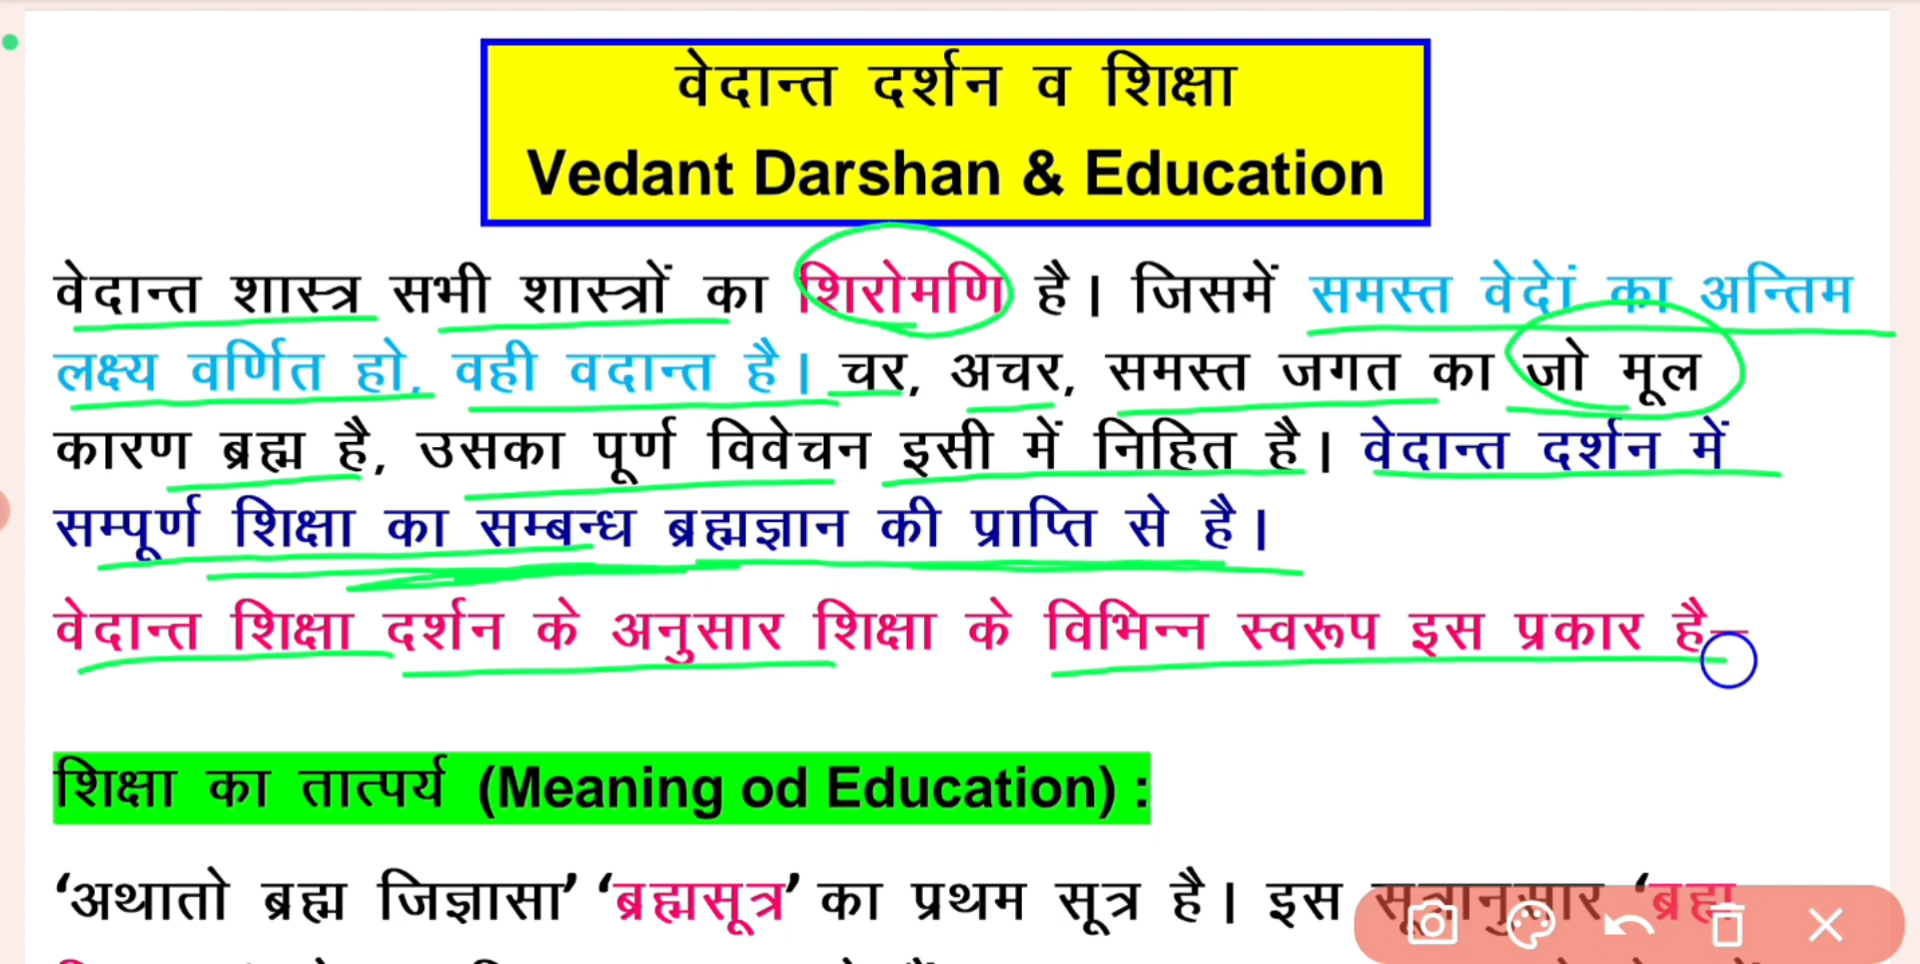 वेदान्त दर्शन व शिक्षा
Vedant Darshan & Education
वेदान्त शास्त्र सभी शास्त्रों का शिरोमणि है। जिसमें समस्त वेदेां का अन्तिम
लक्ष्य वर्णित हो, वही वदान्त है। चर, अचर, समस्त जगत का जो मूल
कारण ब्रह्म है, उसका पूर्ण विवेचन इसी में निहित है। वेदान्त दर्शन में
सम्पूर्ण शिक्षा का सम्बन्ध ब्रह्मज्ञान की प्राप्ति से है।
वेदान्त शिक्षा दर्शन के अनुसार शिक्षा के विभिन्न स्वरूप इस प्रकार है–
शिक्षा का तात्पर्य (Meaning od Education) :
‘अथातो ब्रह्म जिज्ञासा’ ‘ब्रह्मसूत्र’ का प्रथम सूत्र है। इस सूत्रानुसार ‘ब्रह्म